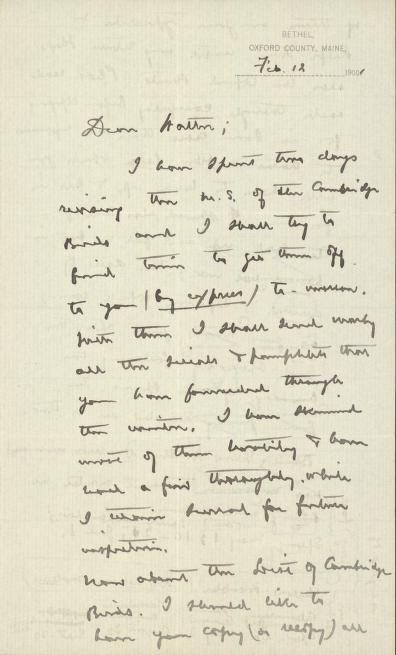 BETHEL,
OXFORD COUNTY, MAINE,
Feb. 12 1900
Dear Walter;
I have spent two days
revising the M.S. of the Cambridge
Birds and I shall try to
find time to get them off
to you (by express) to-morrow.
With them I shall send nearly
all the serials & pamphlets that
you have forwarded through
the winter. I have skimmed
most of them hastily & have
read a few thoroughly, while
I retain several for further
inspection.
Now about the List of Cambridge
Birds. I should like to
have you copy (or ) all